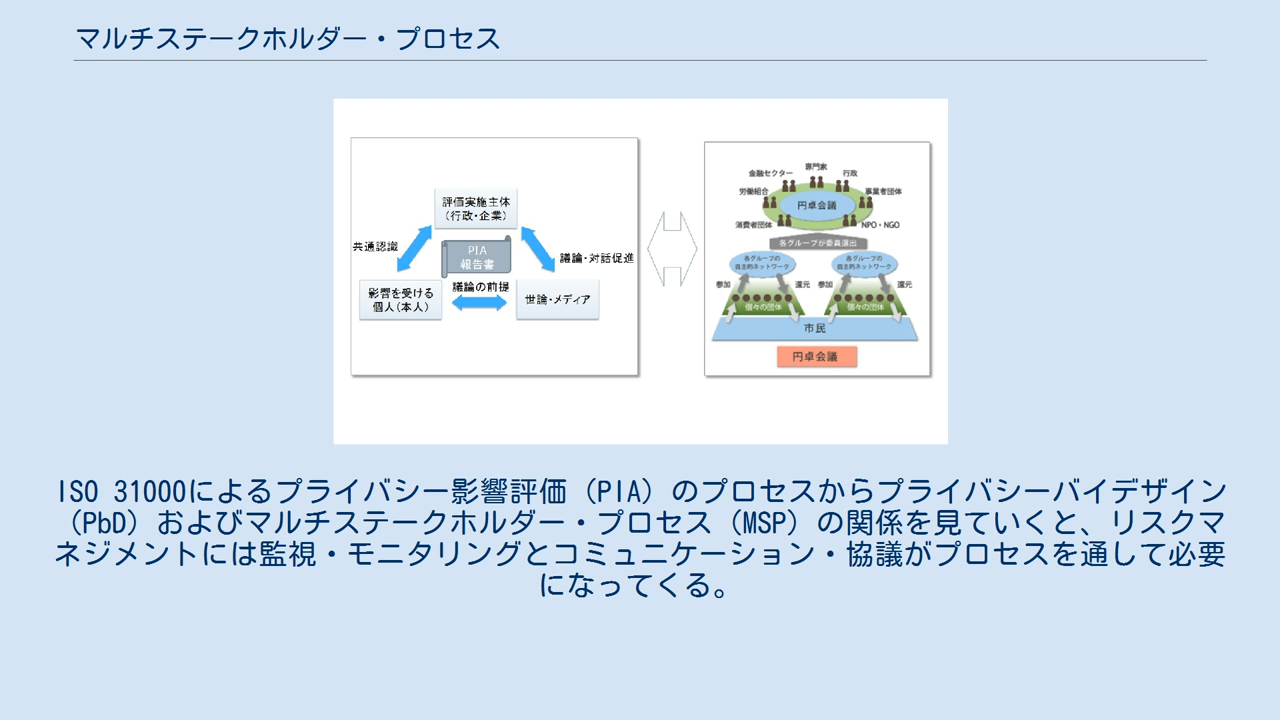 マルチステークホルダー・プロセス
評価実施主体
（行政・企業）
共通認識
PIA
報告書
議論・対話促進
議論の前提
影響を受ける
個人（本人）
世論・メディア
専門家
金融セクター
行政
労働組合
事業者団体
円卓会議
消費者団体
NPO・NGO
各グループが委員選出
各グループの
自主的ネットワーク
各グループの
自主的ネットワーク
参加
還元
参加
還元
個々の団体
個々の団体
市民
円卓会議
ISO 31000によるプライバシー影響評価（PIA）のプロセスからプライバシーバイデザイン
（PbD）およびマルチステークホルダー・プロセス（MSP）の関係を見ていくと、リスクマ
ネジメントには監視・モニタリングとコミュニケーション・協議がプロセスを通して必要
になってくる。